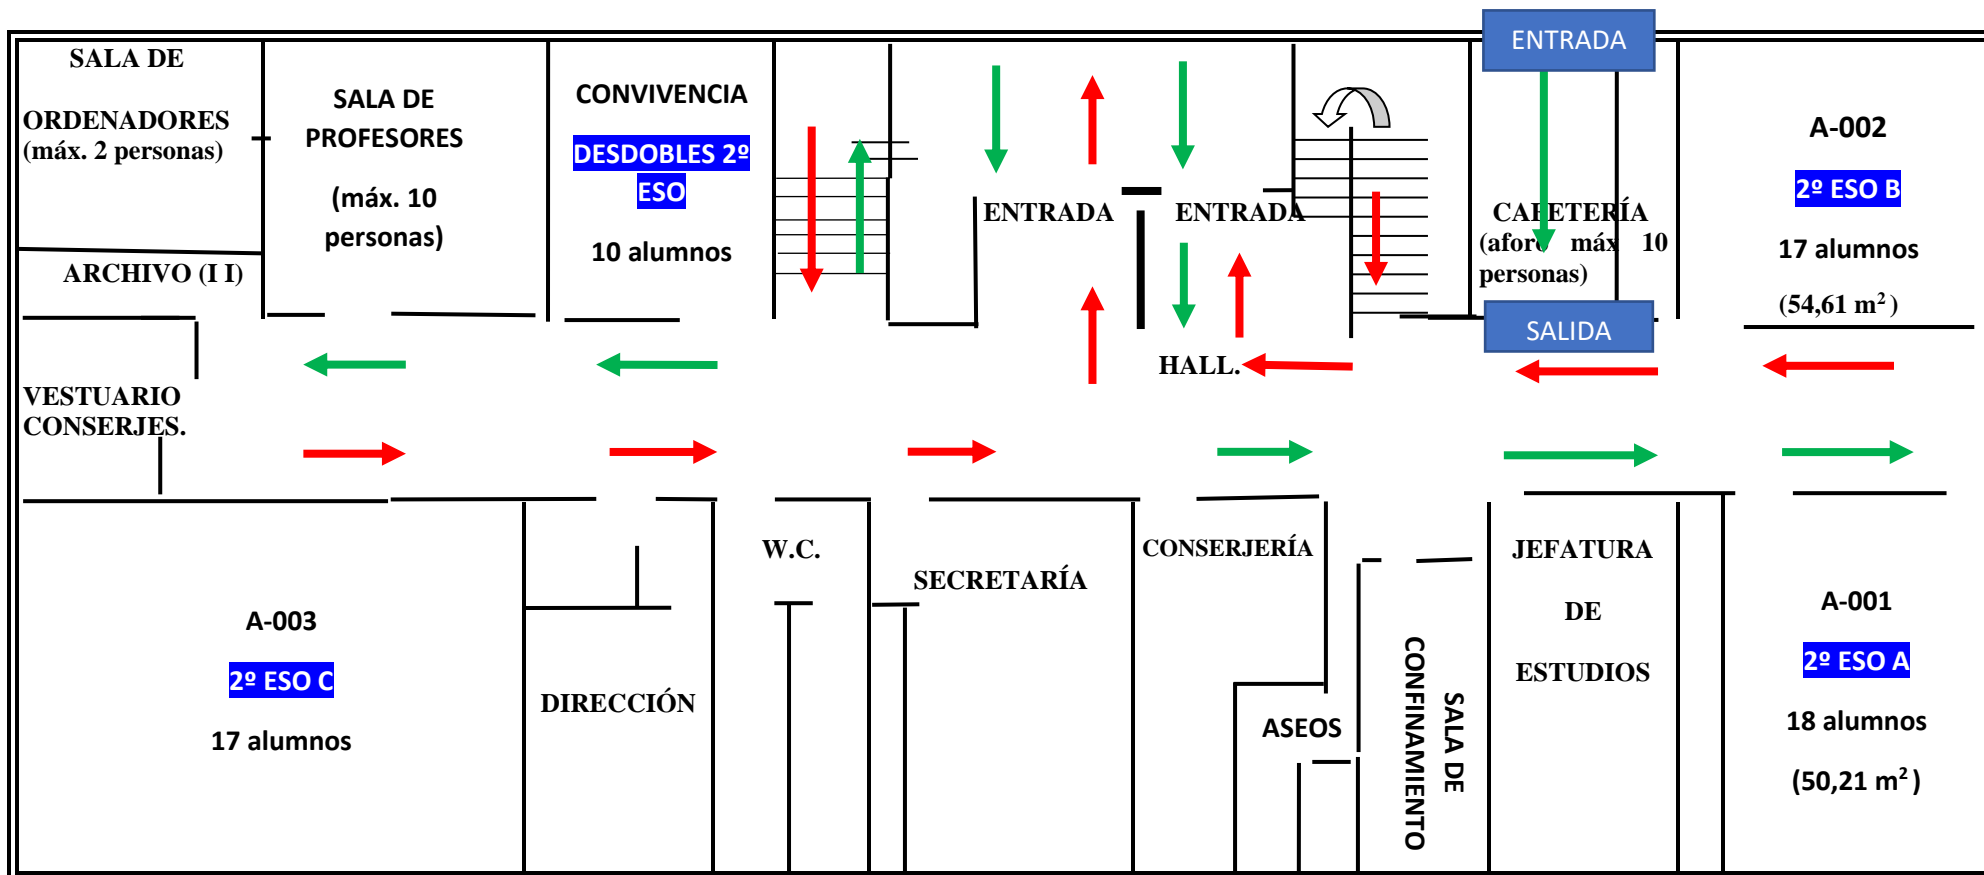 SALA DE
ORDENADORES
(máx. 2 personas)
SALA DE
PROFESORES
(máx. 10
personas)
CONVIVENCIA
DESDOBLES 2º
ESO
10 alumnos
ENTRADA
ENTRADA
ENTRADA
CAFETERÍA
(aforo máx 10
personas)
SALIDA
A-002
2º ESO B
17 alumnos
(54,61 m²)
ARCHIVO (I I)
VESTUARIO
CONSERJES.
HALL.
A-003
2º ESO C
17 alumnos
DIRECCIÓN
W.C.
SECRETARÍA
CONSERJERÍA
ASEOS
SALA DE
CONFINAMIENTO
JEFATURA
DE
ESTUDIOS
A-001
2º ESO A
18 alumnos
(50,21 m²)